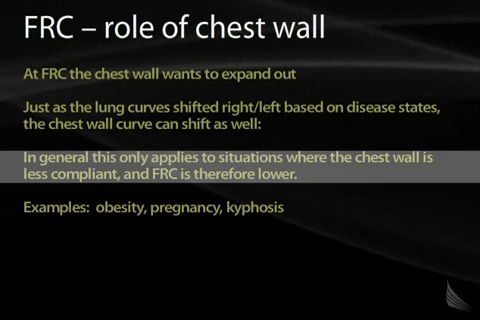 FRC – role of chest wall
At FRC the chest wall wants to expand out
Just as the lung curves shifted right/left based on disease states,
the chest wall curve can shift as well:
In general this only applies to situations where the chest wall is
less compliant, and FRC is therefore lower.
Examples:  obesity, pregnancy, kyphosis